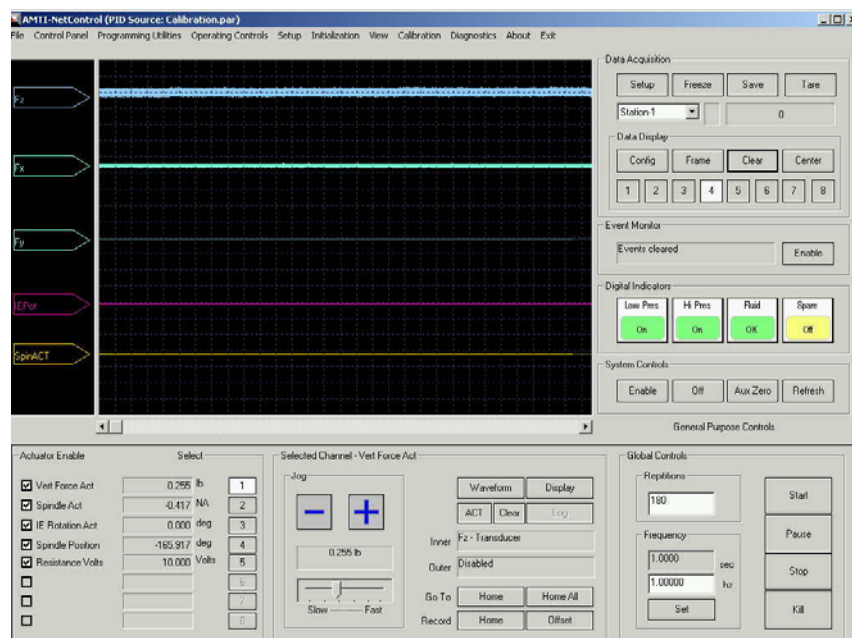 AMTI-NetControl (PID Source: Calibration.par)
File Control Panel Programming Utilities Operating Controls Setup Initialization View Calibration Diagnostics About Exit
Fz
Fx
Fy
IEPot
SpinACT
Data Acquisition
Setup Freeze Save Tare
Station-1 0
Data Display
Config Frame Clear Center
1 2 3 4 5 6 7 8
Event Monitor
Events cleared Enable
Digital Indicators
Low Pres Hi Pres Fluid Spare
On On OK Off
System Controls
Enable Off Aux Zero Refresh
General Purpose Controls
Actuator Enable Select
Vert Force Act 0.255 lb 1
Spindle Act -0.417 NA 2
IE Rotation Act 0.000 deg 3
Spindle Position -165.917 deg 4
Resistance Volts 10.000 Volts 5
6
7
8
Selected Channel - Vert Force Act
Jog
0.255 lb
Slow ---------- Fast
Waveform Display
ACT Clear Log
Inner Fz - Transducer
Outer Disabled
Go To Home Home All
Record Home Offset
Global Controls
Repititions
180
Frequency
1.0000 sec
1.00000 hz
Set
Start
Pause
Stop
Kill